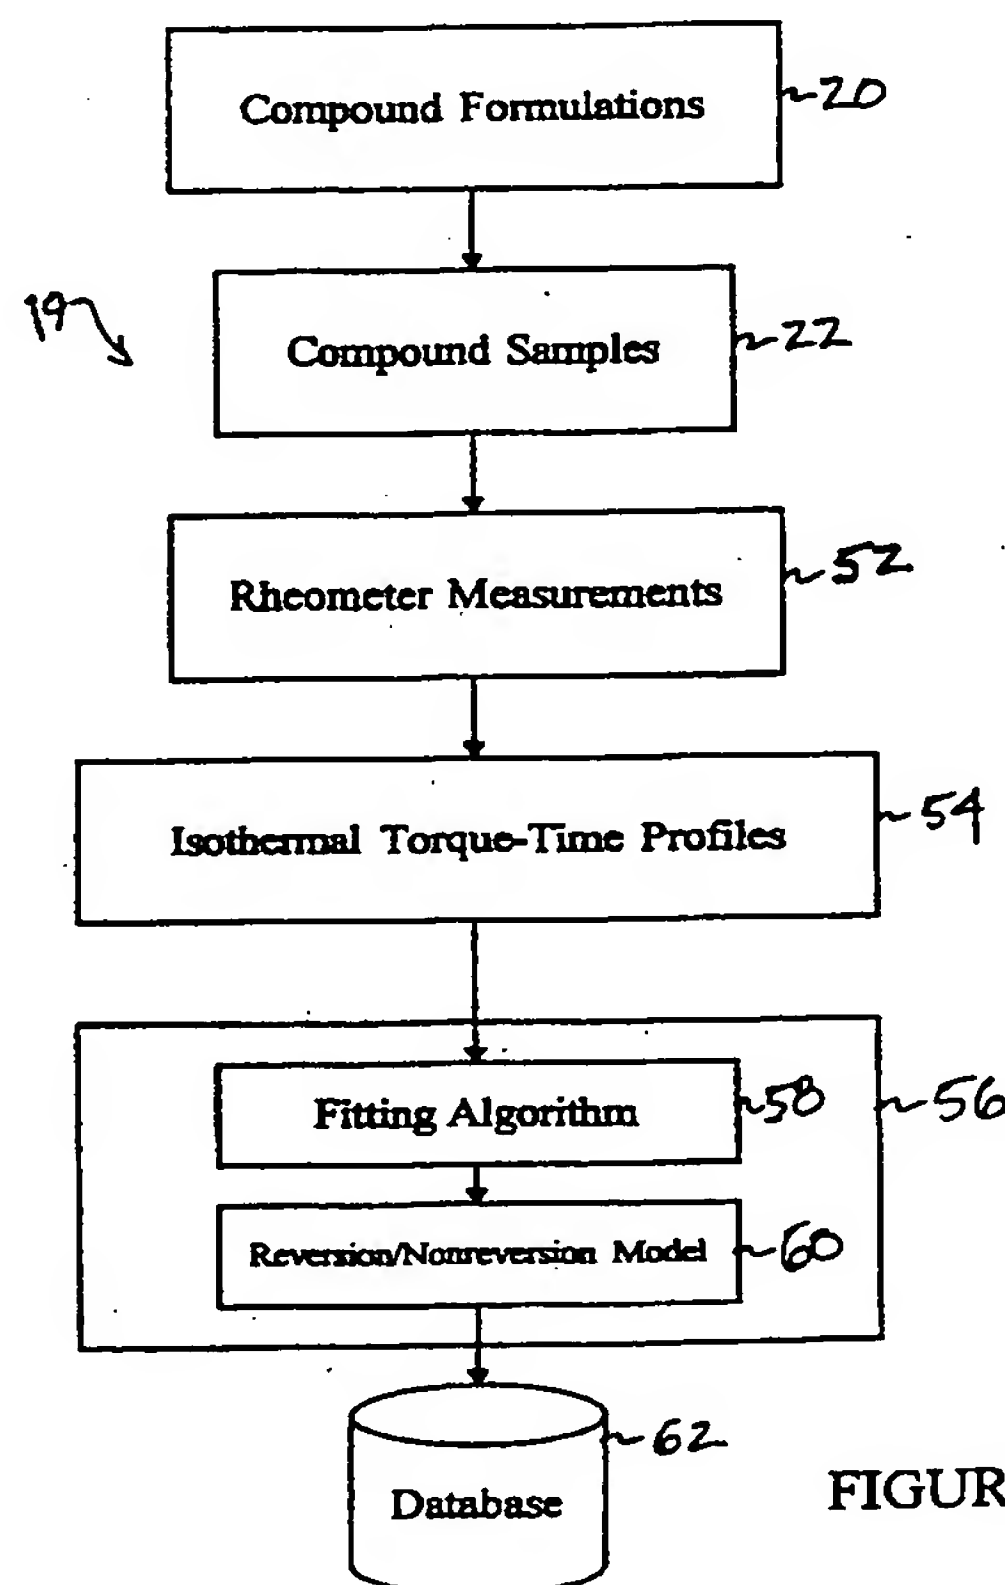 Compound Formulations 20
19
Compound Samples 22
Rheometer Measurements 52
Isothermal Torque-Time Profiles 54
Fitting Algorithm 58
56
Reversion/Nonreversion Model 60
62
Database
FIGUR